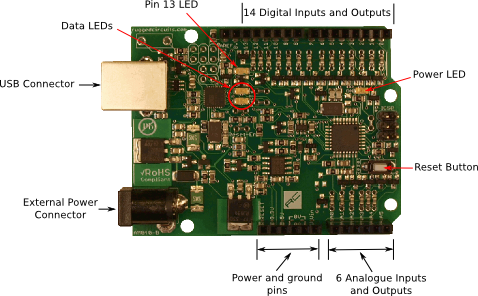 Pin 13 LED
14 Digital Inputs and Outputs
Data LEDs
ruggedcircuits.com
Power LED
USB Connector
RoHS
Compliant
Reset Button
External Power
Connector
Power and ground
pins
6 Analogue Inputs
and Outputs